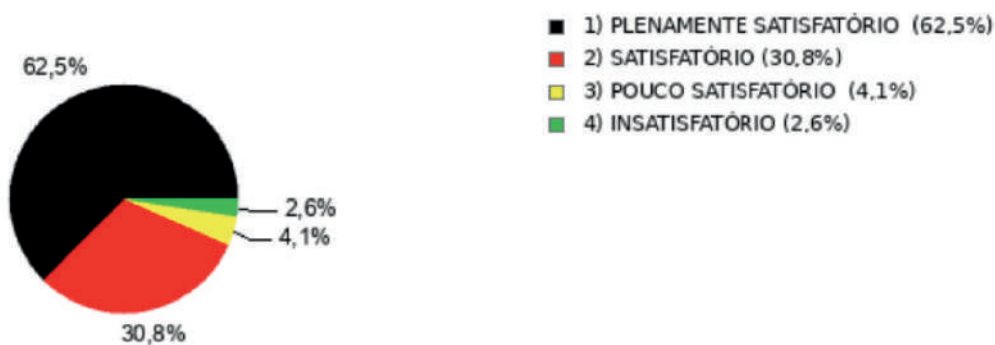 1) PLENAMENTE SATISFATÓRIO (62,5%)
2) SATISFATÓRIO (30,8%)
3) POUCO SATISFATÓRIO (4,1%)
4) INSATISFATÓRIO (2,6%)
62,5%
2,6%
4,1%
30,8%